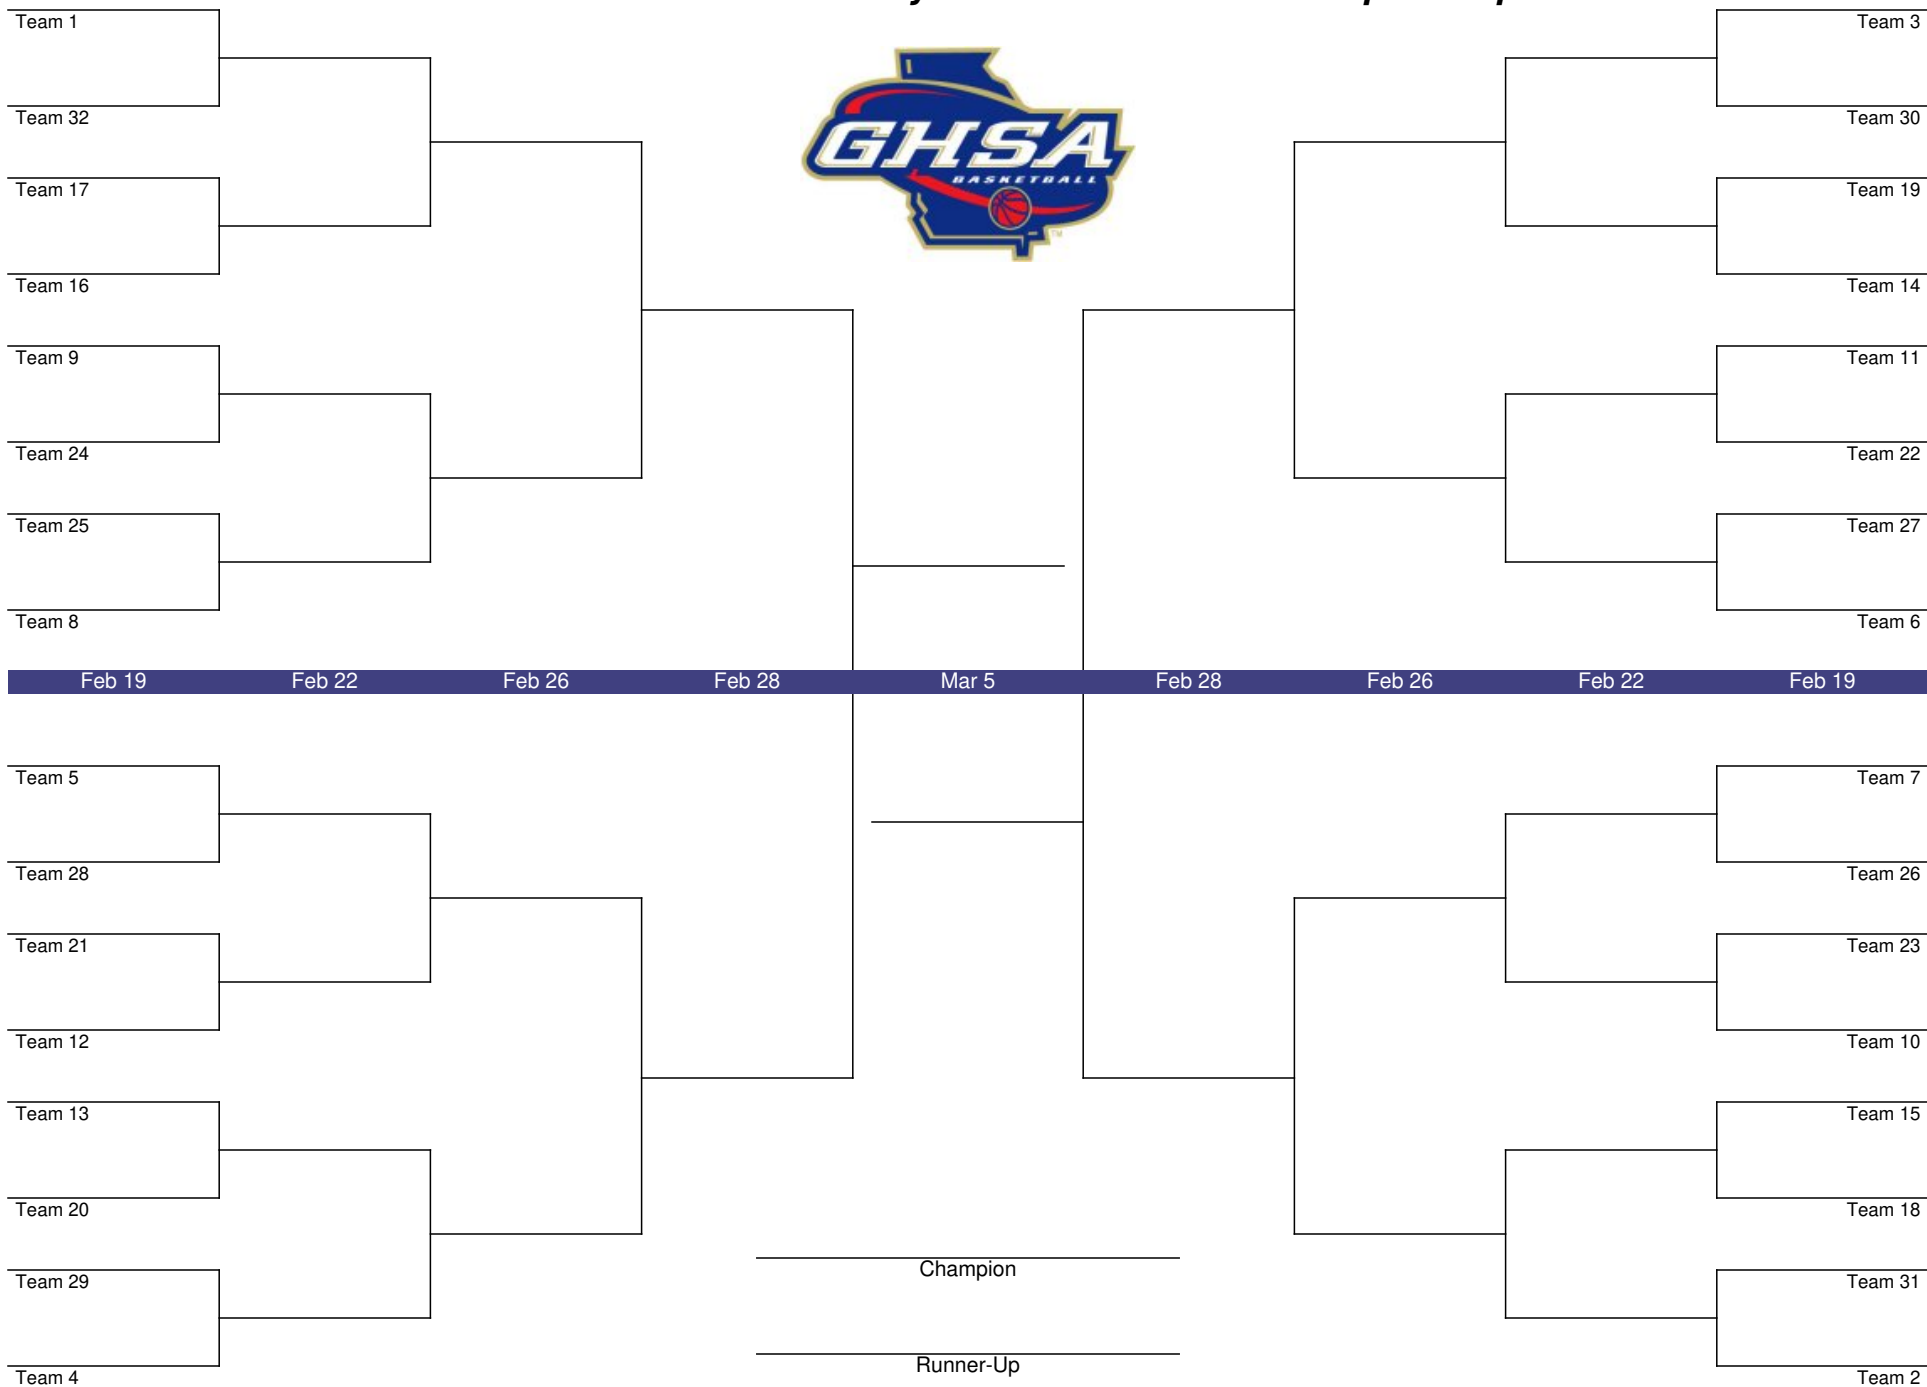 Team 1
Team 3
Team 32
Team 30
Team 17
Team 19
Team 16
Team 14
GHSA
BASKETBALL
TM
Team 9
Team 11
Team 24
Team 22
Team 25
Team 27
Team 8
Team 6
Feb 19 Feb 22 Feb 26 Feb 28 Mar 5 Feb 28 Feb 26 Feb 22 Feb 19
Team 5
Team 7
Team 28
Team 26
Team 21
Team 23
Team 12
Team 10
Team 13
Team 15
Team 20
Team 18
Team 29
Team 31
Team 4
Team 2
Champion
Runner-Up